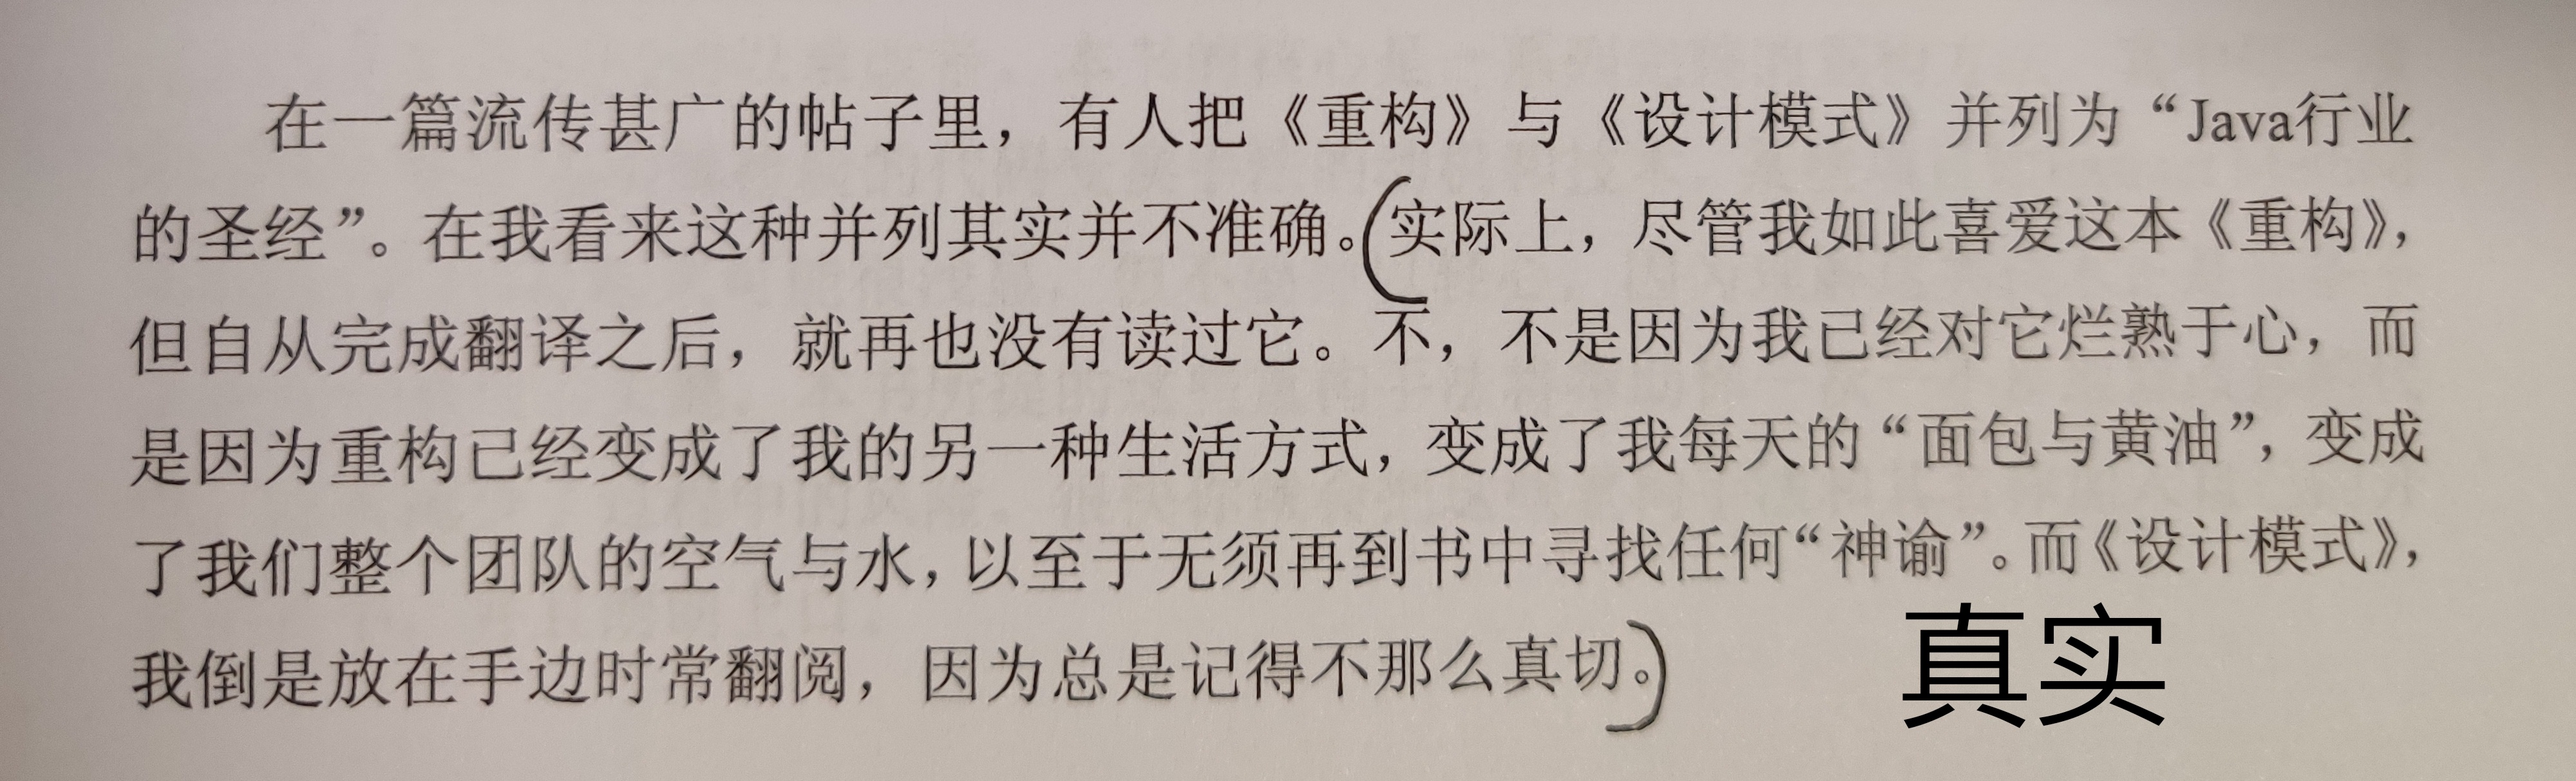 在一篇流传甚广的帖子里，有人把《重构》与《设计模式》并列为“Java行业
的圣经”。在我看来这种并列其实并不准确。(实际上，尽管我如此喜爱这本《重构》，
但自从完成翻译之后，就再也没有读过它。不，不是因为我已经对它烂熟于心，而
是因为重构已经变成了我的另一种生活方式，变成了我每天的“面包与黄油”，变成
了我们整个团队的空气与水，以至于无须再到书中寻找任何“神谕”。而《设计模式》，
我倒是放在手边时常翻阅，因为总是记得不那么真切。)
真实